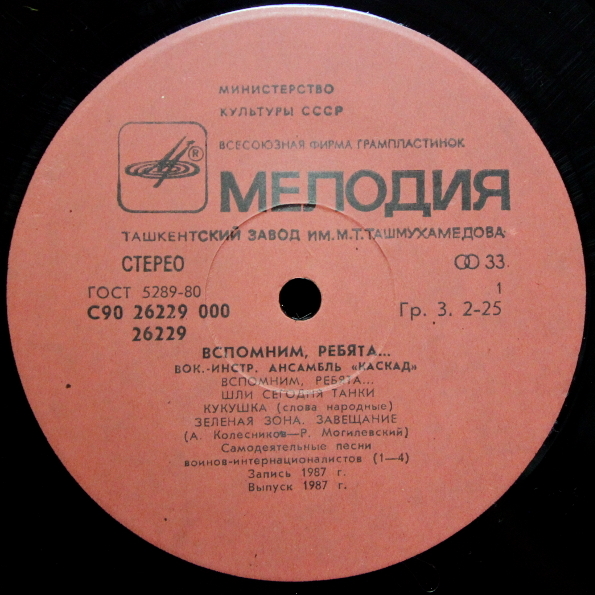 МИНИСТЕРСТВО
КУЛЬТУРЫ СССР
ВСЕСОЮЗНАЯ ФИРМА ГРАМПЛАСТИНОК
®
МЕЛОДИЯ
ТАШКЕНТСКИЙ ЗАВОД ИМ. М.Т.ТАШМУХАМЕДОВА
СТЕРЕО
33
ГОСТ 5289-80
1
С90 26229 000
Гр. 3. 2-25
26229
ВСПОМНИМ, РЕБЯТА...
ВОК.-ИНСТР. АНСАМБЛЬ «КАСКАД»
ВСПОМНИМ, РЕБЯТА...
ШЛИ СЕГОДНЯ ТАНКИ
КУКУШКА (слова народные)
ЗЕЛЕНАЯ ЗОНА. ЗАВЕЩАНИЕ
(А. Колесников—Р. Могилевский)
Самодеятельные песни
воинов-интернационалистов (1—4)
Запись 1987 г.
Выпуск 1987 г.